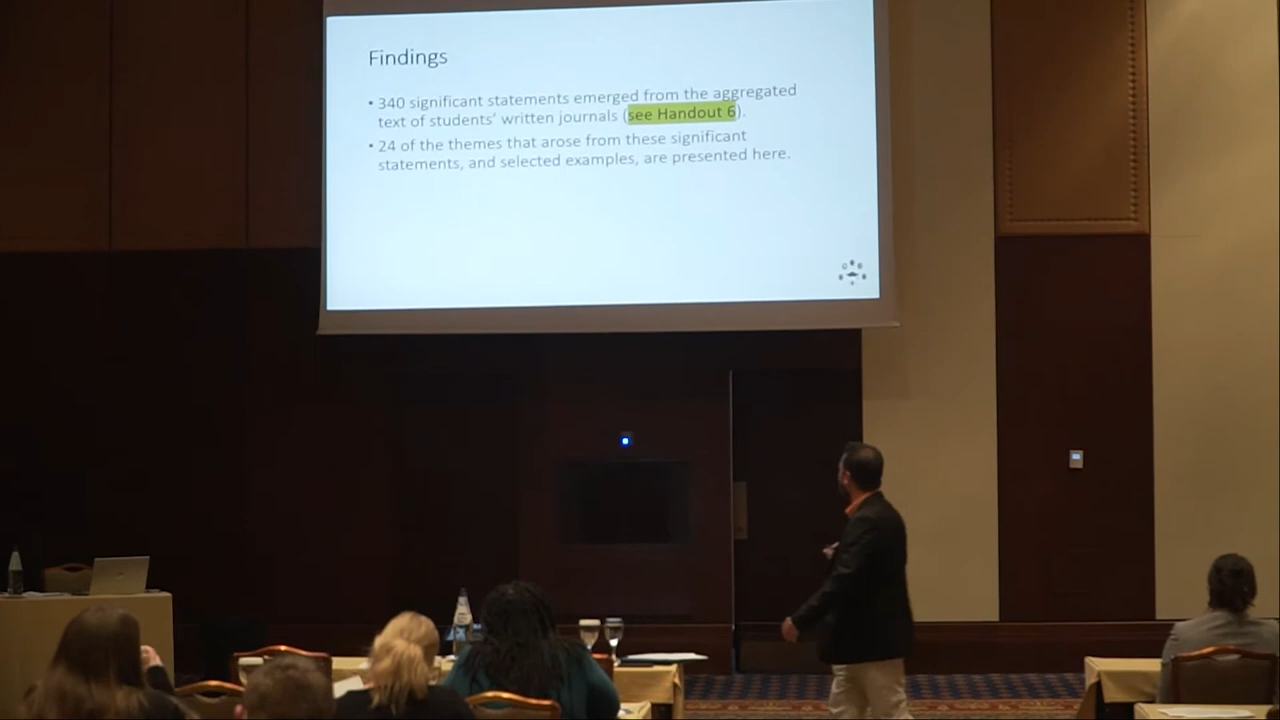 Findings
• 340 significant statements emerged from the aggregated
text of students' written journals (see Handout 6).
• 24 of the themes that arose from these significant
statements, and selected examples, are presented here.